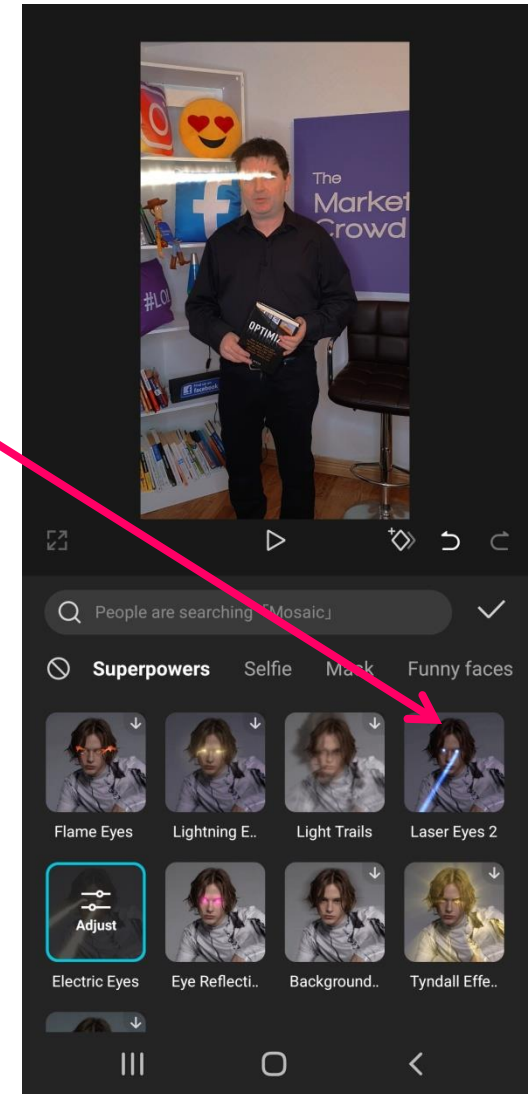 The
Market
Crowd
#LOL
OPTIMIZ
facebook
People are searching「Mosaic」
Superpowers Selfie Mask Funny faces
Flame Eyes Lightning E.. Light Trails Laser Eyes 2
Adjust
Electric Eyes Eye Reflecti.. Background.. Tyndall Effe..